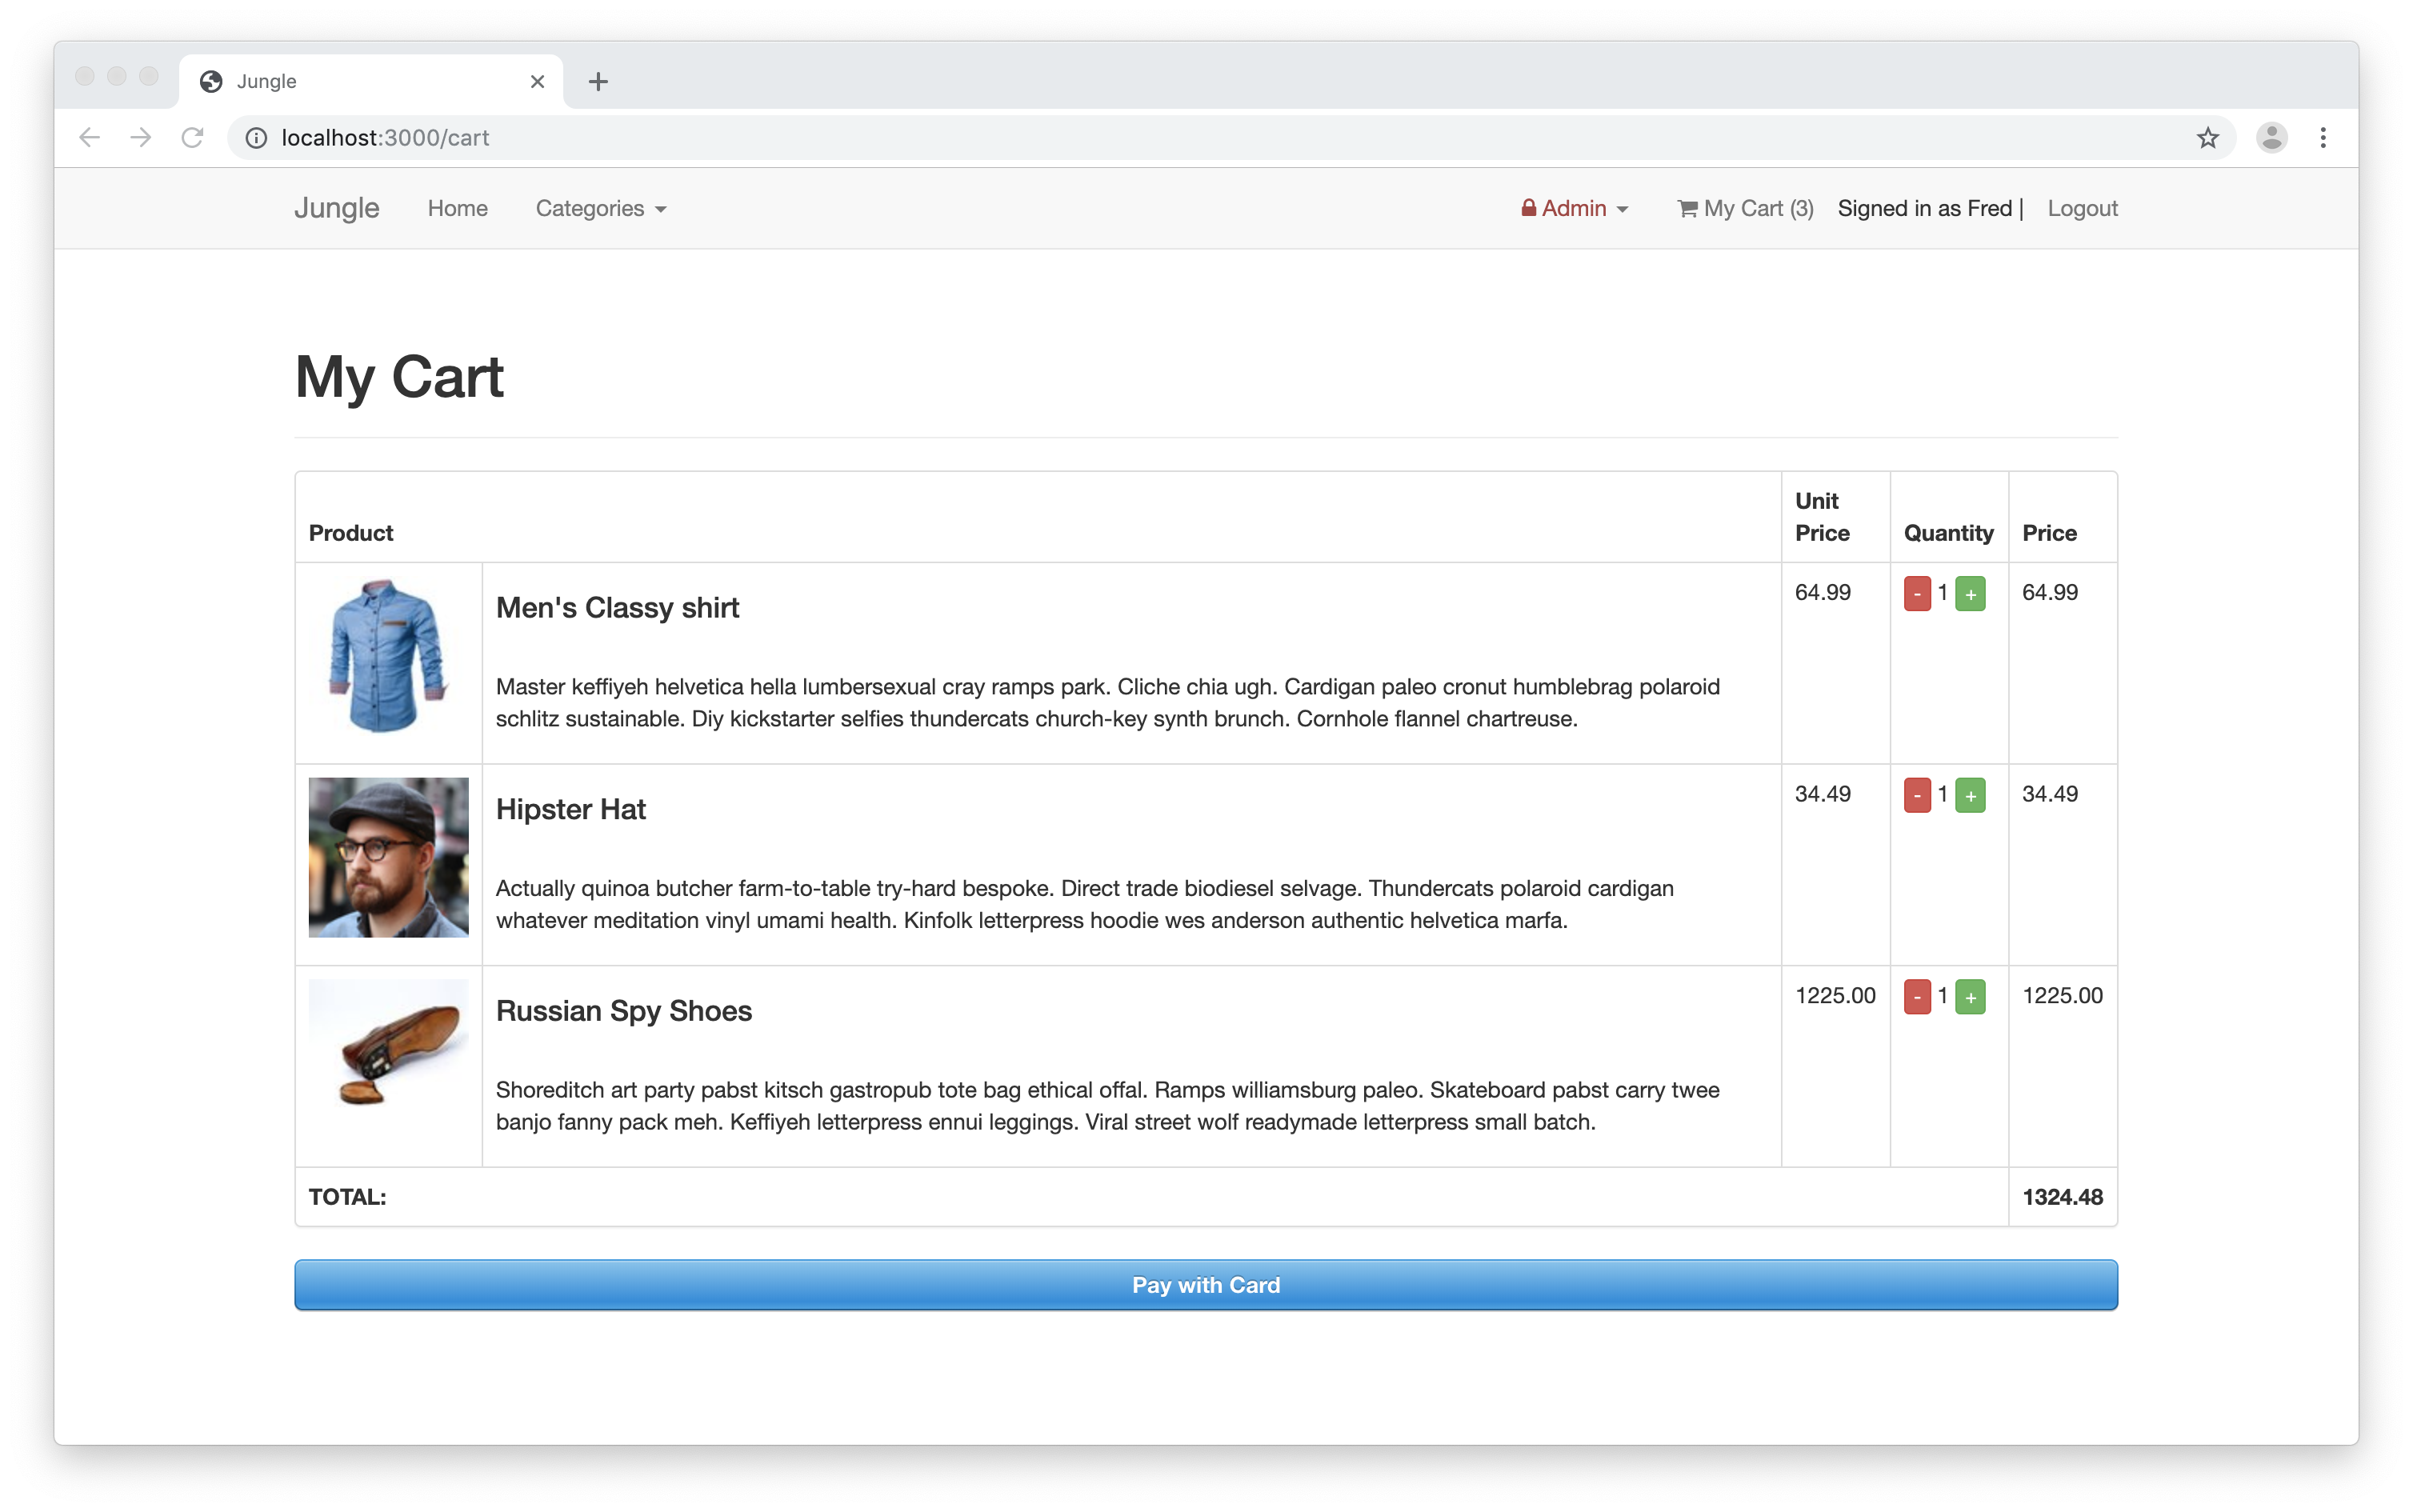 Jungle
localhost:3000/cart
Jungle Home Categories Admin My Cart (3) Signed in as Fred | Logout
My Cart
Product Unit Price Quantity Price
Men's Classy shirt 64.99 - 1 + 64.99
Master keffiyeh helvetica hella lumbersexual cray ramps park. Cliche chia ugh. Cardigan paleo cronut humblebrag polaroid
schlitz sustainable. Diy kickstarter selfies thundercats church-key synth brunch. Cornhole flannel chartreuse.
Hipster Hat 34.49 - 1 + 34.49
Actually quinoa butcher farm-to-table try-hard bespoke. Direct trade biodiesel selvage. Thundercats polaroid cardigan
whatever meditation vinyl umami health. Kinfolk letterpress hoodie wes anderson authentic helvetica marfa.
Russian Spy Shoes 1225.00 - 1 + 1225.00
Shoreditch art party pabst kitsch gastropub tote bag ethical offal. Ramps williamsburg paleo. Skateboard pabst carry twee
banjo fanny pack meh. Keffiyeh letterpress ennui leggings. Viral street wolf readymade letterpress small batch.
TOTAL: 1324.48
Pay with Card